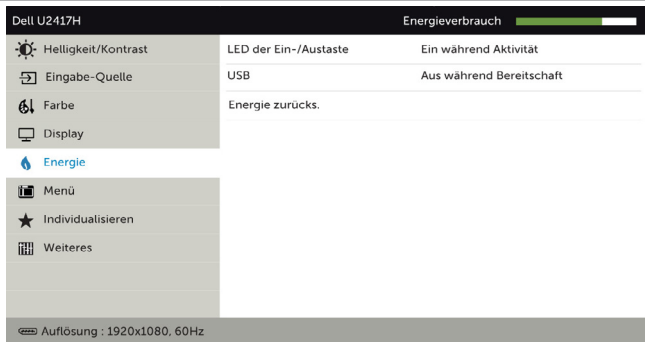 Dell U2417H Energieverbrauch
Helligkeit/Kontrast LED der Ein-/Austaste Ein während Aktivität
Eingabe-Quelle USB Aus während Bereitschaft
Farbe Energie zurücks.
Display
Energie
Menü
Individualisieren
Weiteres
Auflösung : 1920x1080, 60Hz